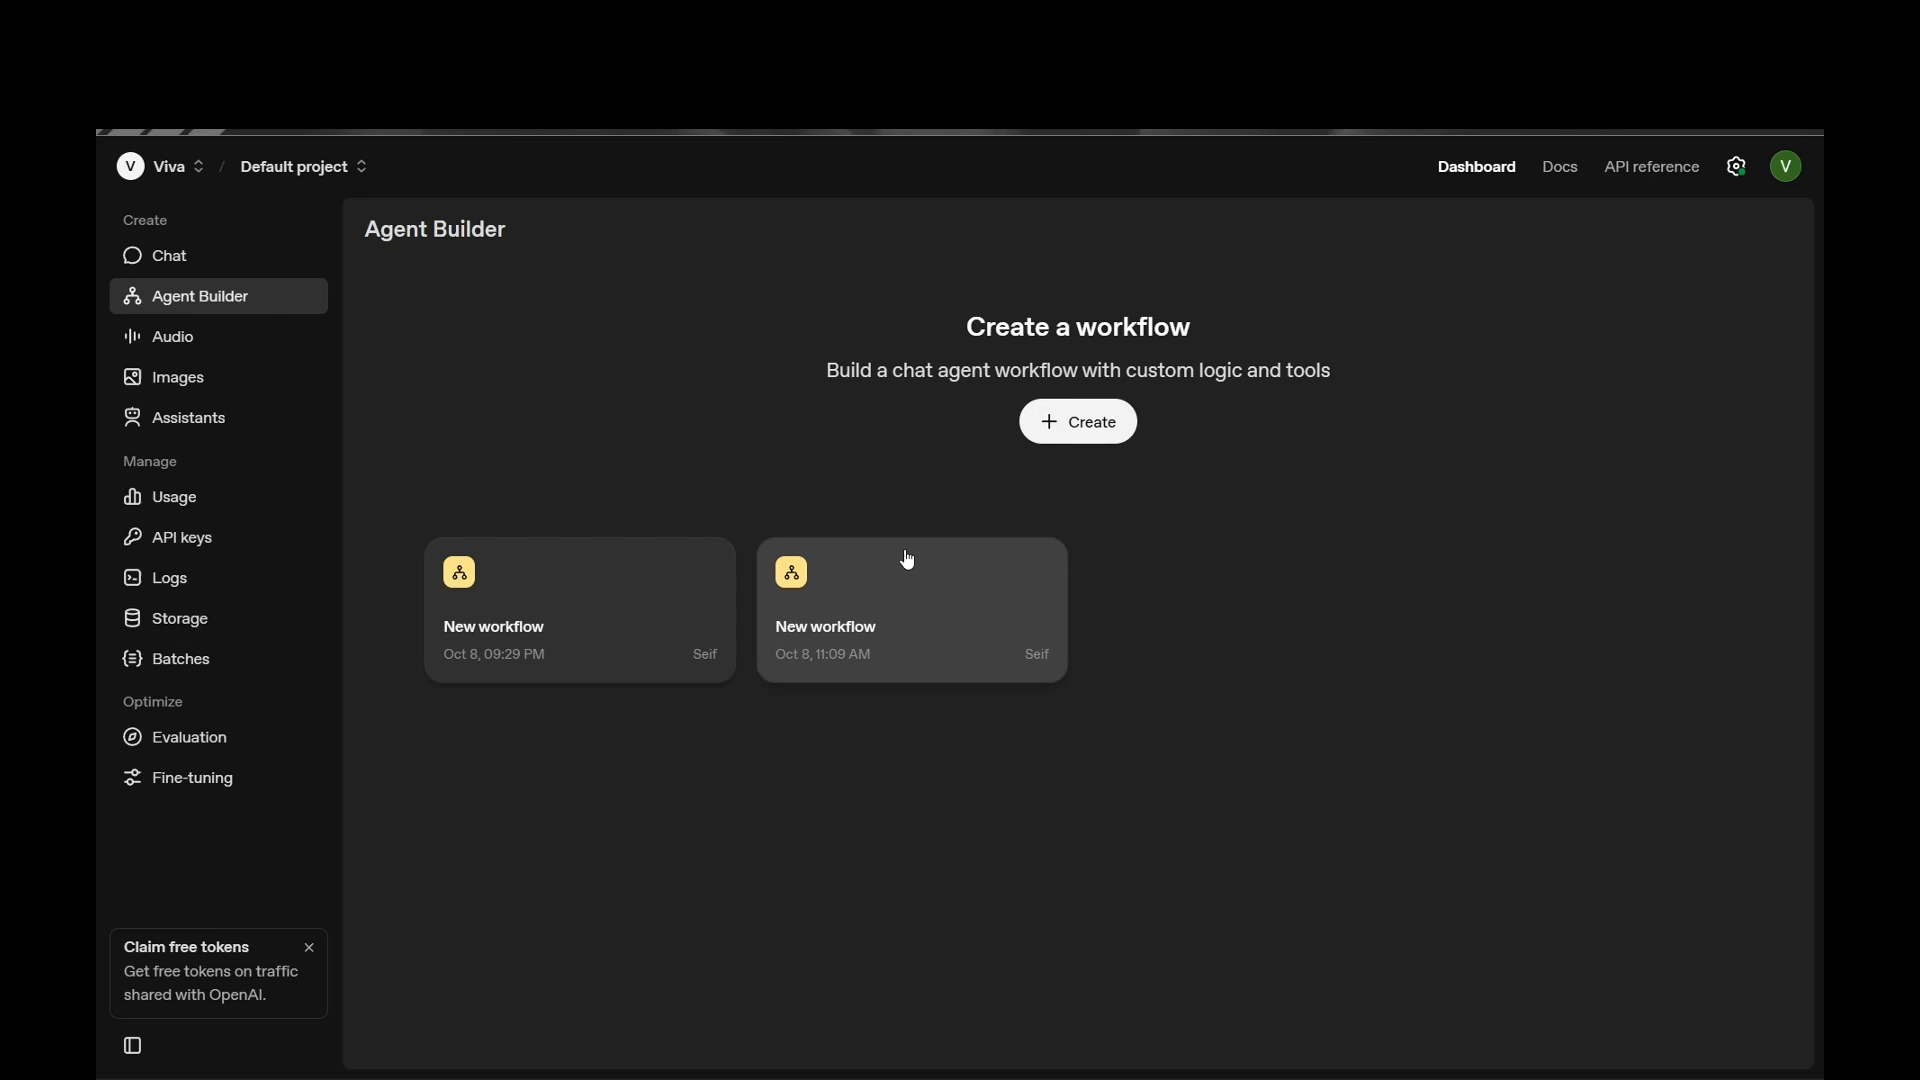 V Viva / Default project
Dashboard Docs API reference V
Create
Chat
Agent Builder
Audio
Images
Assistants
Manage
Usage
API keys
Logs
Storage
Batches
Optimize
Evaluation
Fine-tuning
Claim free tokens
Get free tokens on traffic
shared with OpenAI.
Agent Builder
Create a workflow
Build a chat agent workflow with custom logic and tools
+ Create
New workflow
Oct 8, 09:29 PM Seif
New workflow
Oct 8, 11:09 AM Seif